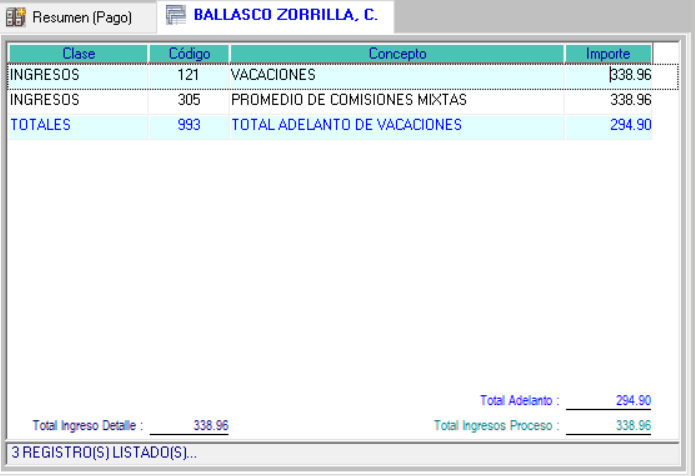 Resumen (Pago) BALLASCO ZORRILLA, C.
Clase Código Concepto Importe
INGRESOS 121 VACACIONES 338.96
INGRESOS 305 PROMEDIO DE COMISIONES MIXTAS 338.96
TOTALES 993 TOTAL ADELANTO DE VACACIONES 294.90
Total Adelanto : 294.90
Total Ingreso Detalle : 338.96 Total Ingresos Proceso : 338.96
3 REGISTRO(S) LISTADO(S)...